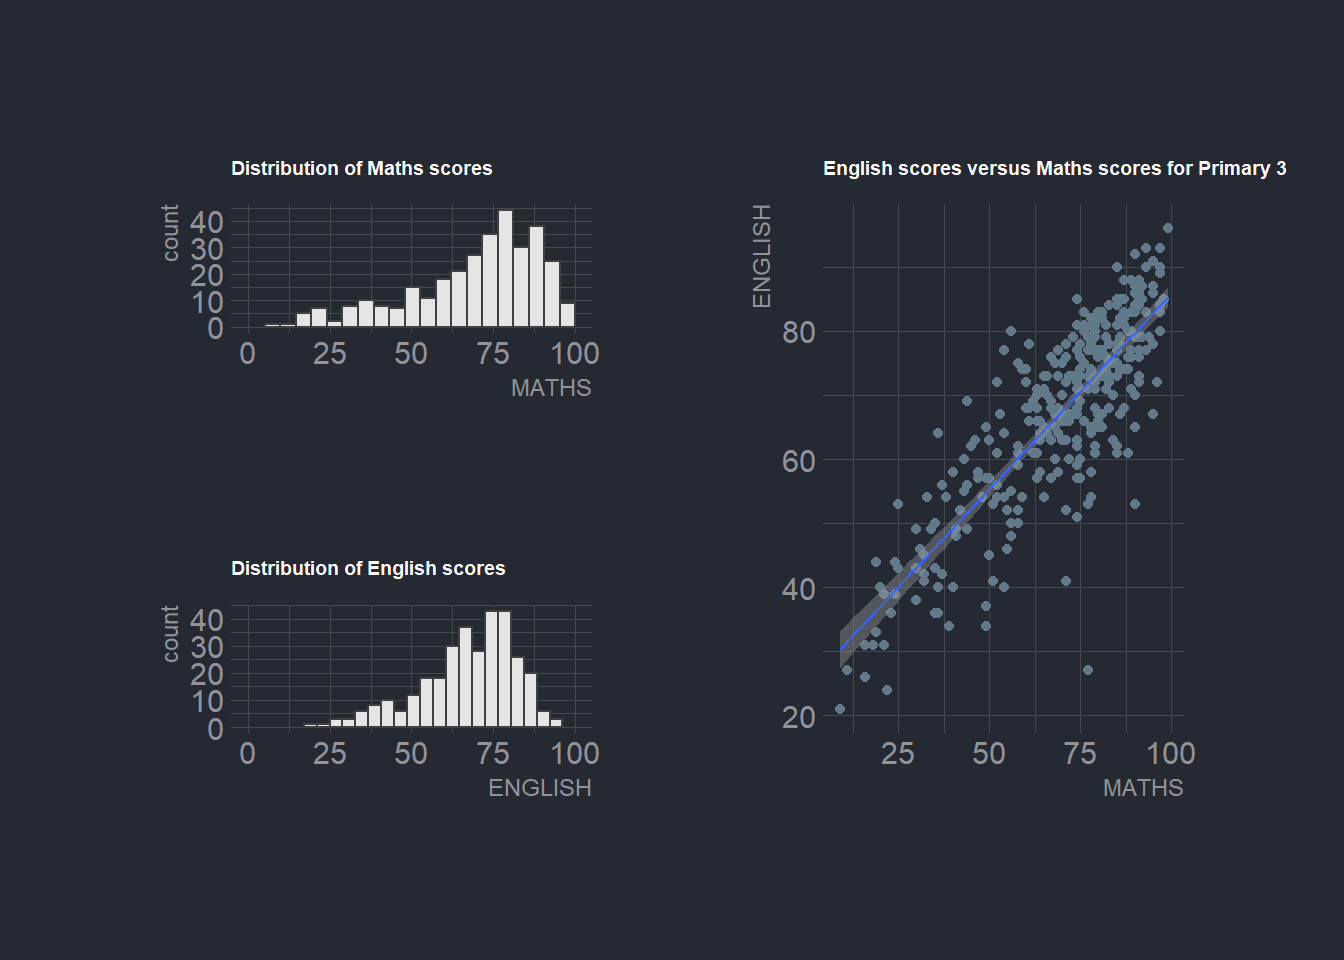 Distribution of Maths scores
count
40
30
20
10
0
0 25 50 75 100
MATHS
Distribution of English scores
count
40
30
20
10
0
0 25 50 75 100
ENGLISH
English scores versus Maths scores for Primary 3
ENGLISH
80
60
40
20
25 50 75 100
MATHS